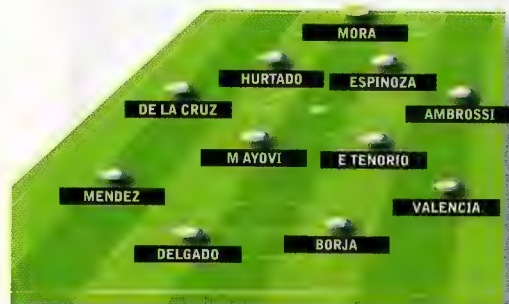 MORA
HURTADO
ESPINOZA
DE LA CRUZ
AMBROSSI
M AYOVI
E TENORIO
MENDEZ
VALENCIA
DELGADO
BORJA